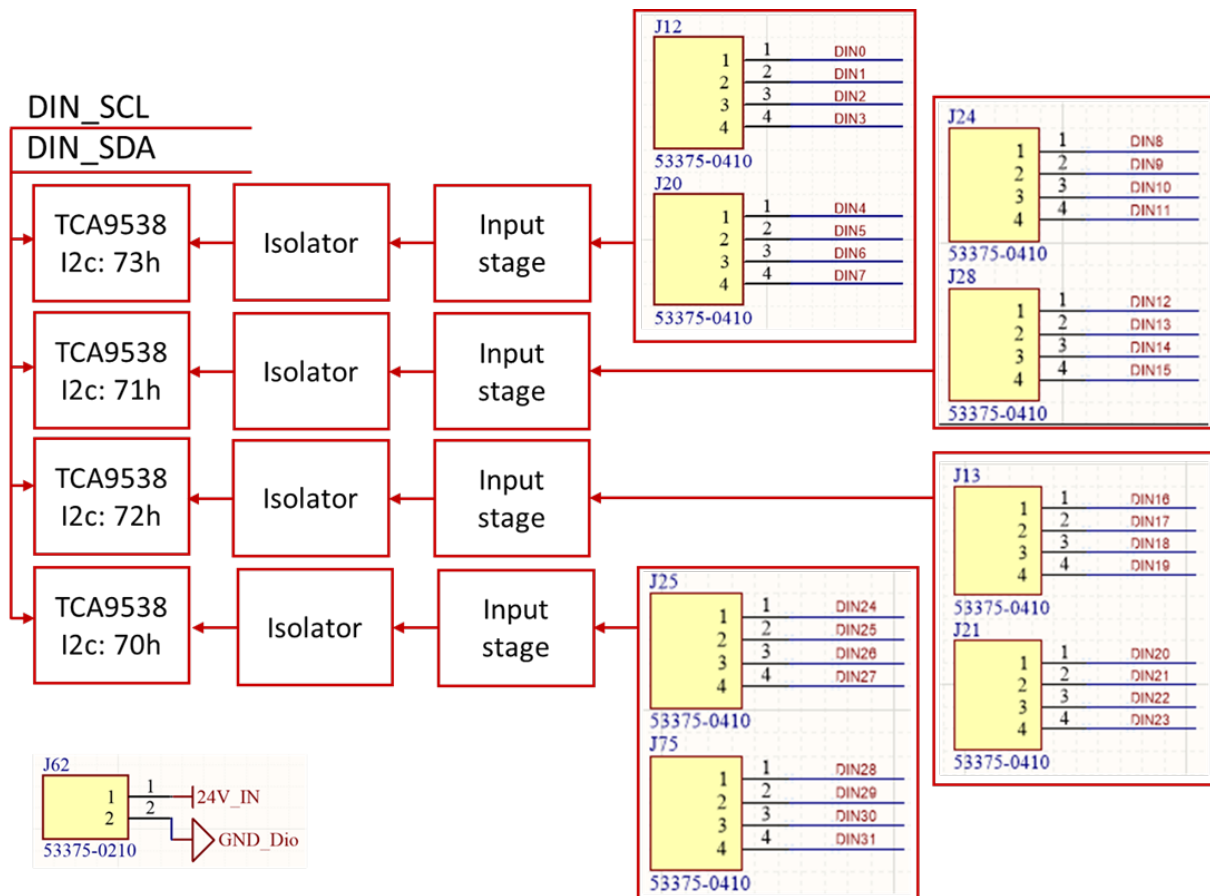 DIN_SCL
DIN_SDA
TCA9538
I2c: 73h
Isolator
Input
stage
J12
1 1 DIN0
2 2 DIN1
3 3 DIN2
4 4 DIN3
53375-0410
J20
1 1 DIN4
2 2 DIN5
3 3 DIN6
4 4 DIN7
53375-0410
TCA9538
I2c: 71h
Isolator
Input
stage
J24
1 1 DIN8
2 2 DIN9
3 3 DIN10
4 4 DIN11
53375-0410
J28
1 1 DIN12
2 2 DIN13
3 3 DIN14
4 4 DIN15
53375-0410
TCA9538
I2c: 72h
Isolator
Input
stage
J13
1 1 DIN16
2 2 DIN17
3 3 DIN18
4 4 DIN19
53375-0410
J21
1 1 DIN20
2 2 DIN21
3 3 DIN22
4 4 DIN23
53375-0410
TCA9538
I2c: 70h
Isolator
Input
stage
J25
1 1 DIN24
2 2 DIN25
3 3 DIN26
4 4 DIN27
53375-0410
J75
1 1 DIN28
2 2 DIN29
3 3 DIN30
4 4 DIN31
53375-0410
J62
1 1 24V_IN
2 2 GND_Dio
53375-0210